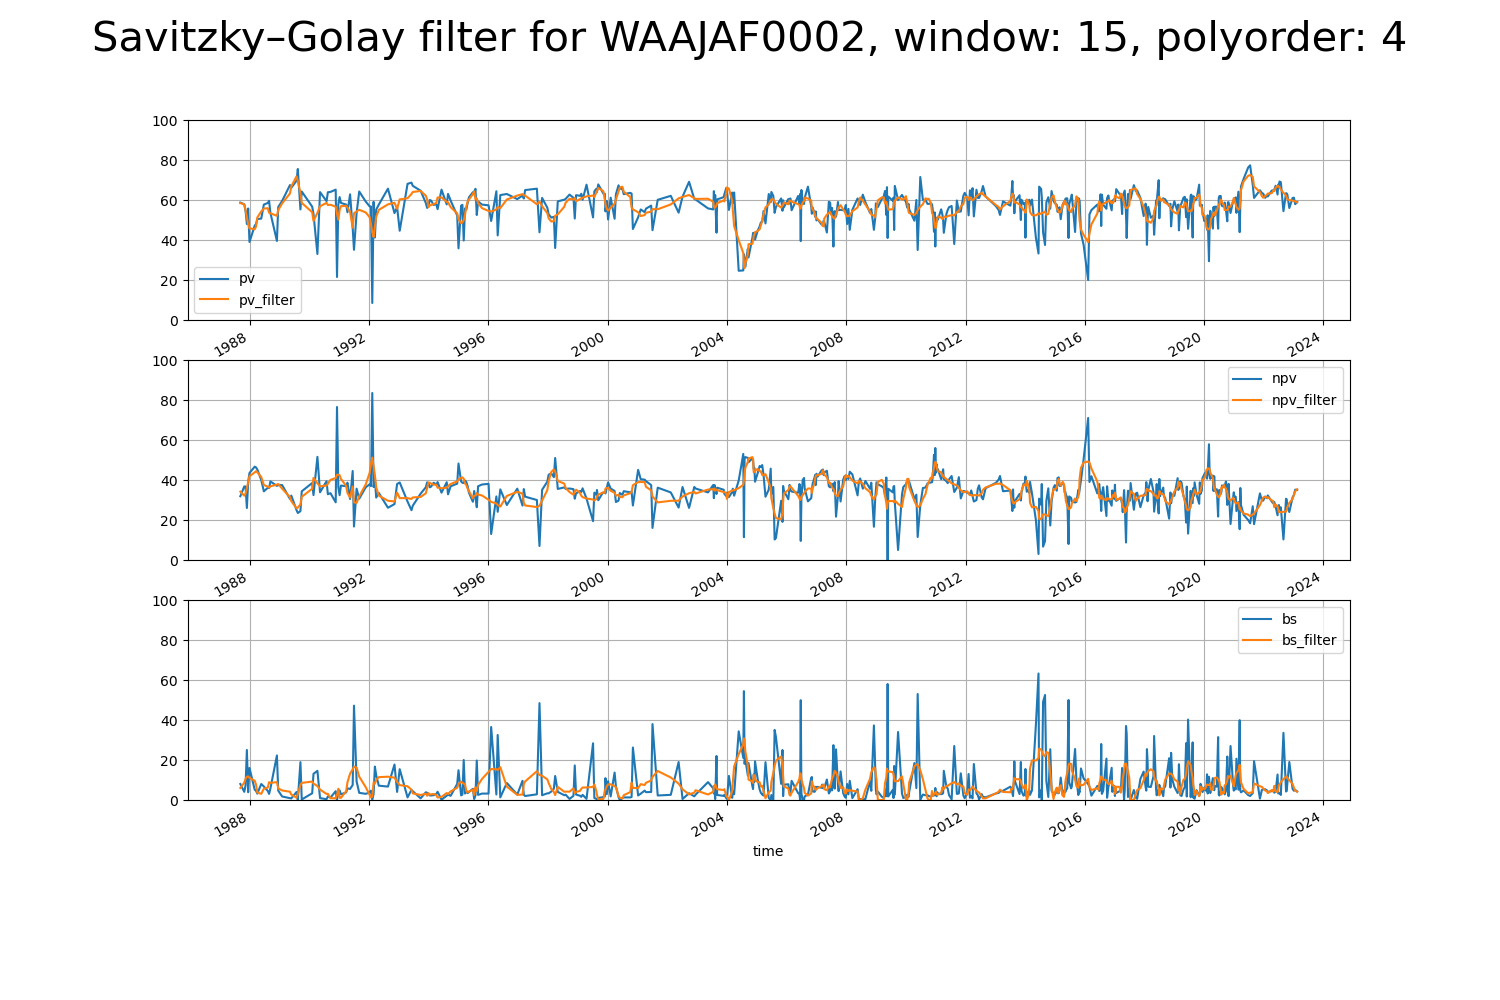 Savitzky–Golay filter for WAAJAF0002, window: 15, polyorder: 4
100
80
60
40
20
0
pv
pv_filter
1988 1992 1996 2000 2004 2008 2012 2016 2020 2024
100
80
60
40
20
0
npv
npv_filter
1988 1992 1996 2000 2004 2008 2012 2016 2020 2024
100
80
60
40
20
0
bs
bs_filter
1988 1992 1996 2000 2004 2008 2012 2016 2020 2024
time